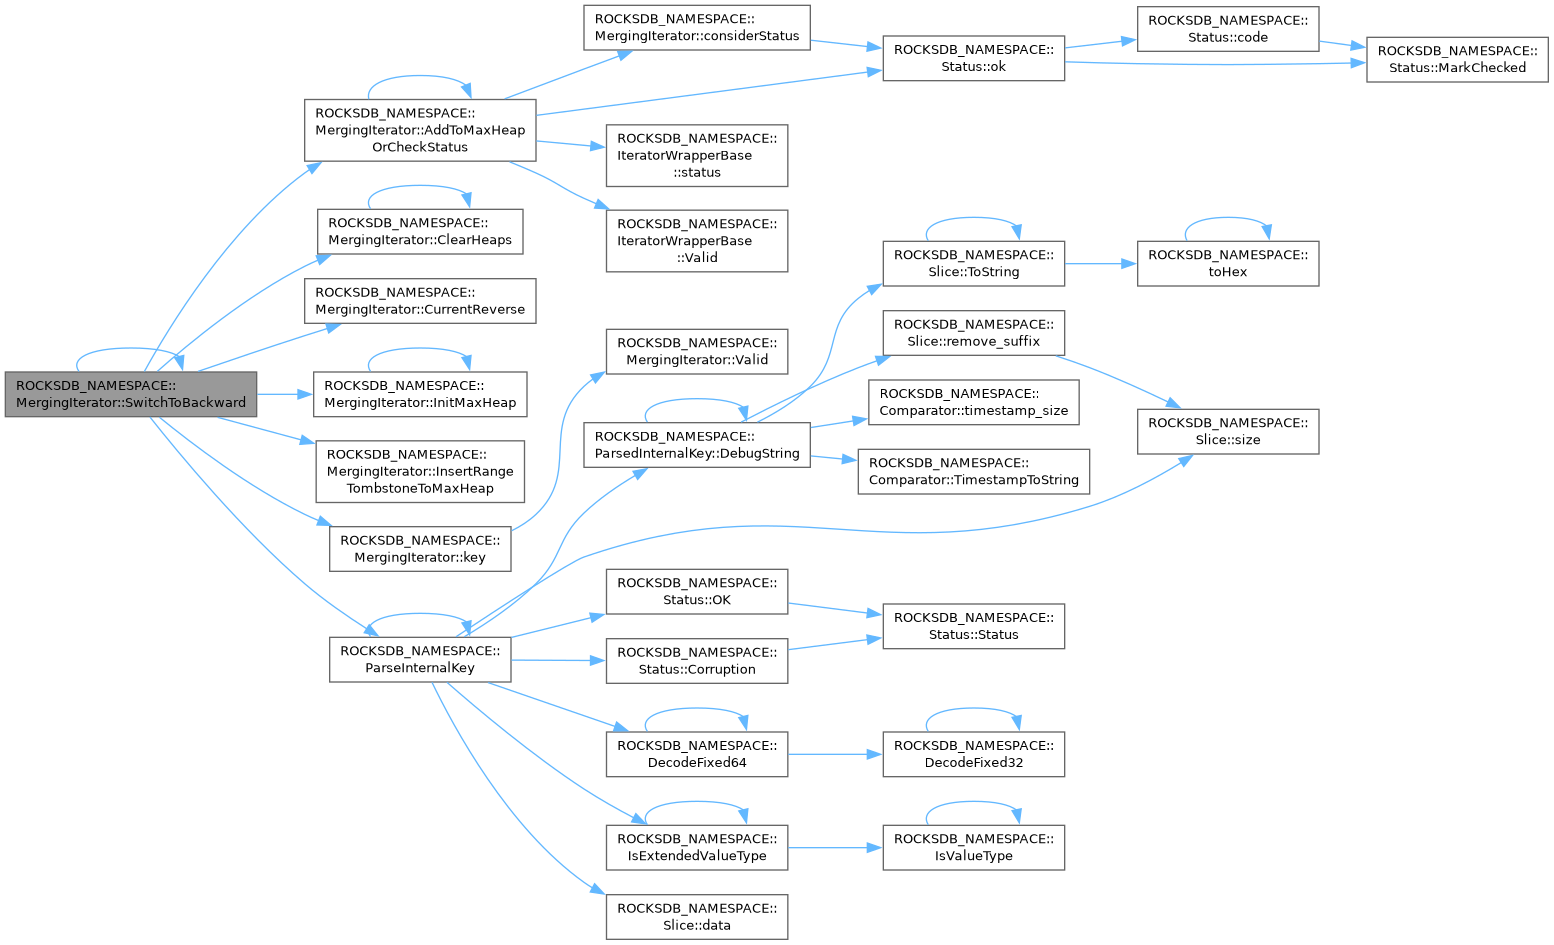 ROCKSDB_NAMESPACE::
MergingIterator::SwitchToBackward
ROCKSDB_NAMESPACE::
MergingIterator::AddToMaxHeap
OrCheckStatus
ROCKSDB_NAMESPACE::
MergingIterator::ClearHeaps
ROCKSDB_NAMESPACE::
MergingIterator::CurrentReverse
ROCKSDB_NAMESPACE::
MergingIterator::InitMaxHeap
ROCKSDB_NAMESPACE::
MergingIterator::InsertRange
TombstoneToMaxHeap
ROCKSDB_NAMESPACE::
MergingIterator::key
ROCKSDB_NAMESPACE::
ParseInternalKey
ROCKSDB_NAMESPACE::
MergingIterator::considerStatus
ROCKSDB_NAMESPACE::
IteratorWrapperBase
::status
ROCKSDB_NAMESPACE::
IteratorWrapperBase
::Valid
ROCKSDB_NAMESPACE::
MergingIterator::Valid
ROCKSDB_NAMESPACE::
ParsedInternalKey::DebugString
ROCKSDB_NAMESPACE::
Status::OK
ROCKSDB_NAMESPACE::
Status::Corruption
ROCKSDB_NAMESPACE::
DecodeFixed64
ROCKSDB_NAMESPACE::
IsExtendedValueType
ROCKSDB_NAMESPACE::
Slice::data
ROCKSDB_NAMESPACE::
Status::ok
ROCKSDB_NAMESPACE::
Slice::ToString
ROCKSDB_NAMESPACE::
Slice::remove_suffix
ROCKSDB_NAMESPACE::
Comparator::timestamp_size
ROCKSDB_NAMESPACE::
Comparator::TimestampToString
ROCKSDB_NAMESPACE::
Status::Status
ROCKSDB_NAMESPACE::
DecodeFixed32
ROCKSDB_NAMESPACE::
IsValueType
ROCKSDB_NAMESPACE::
Status::code
ROCKSDB_NAMESPACE::
toHex
ROCKSDB_NAMESPACE::
Slice::size
ROCKSDB_NAMESPACE::
Status::MarkChecked